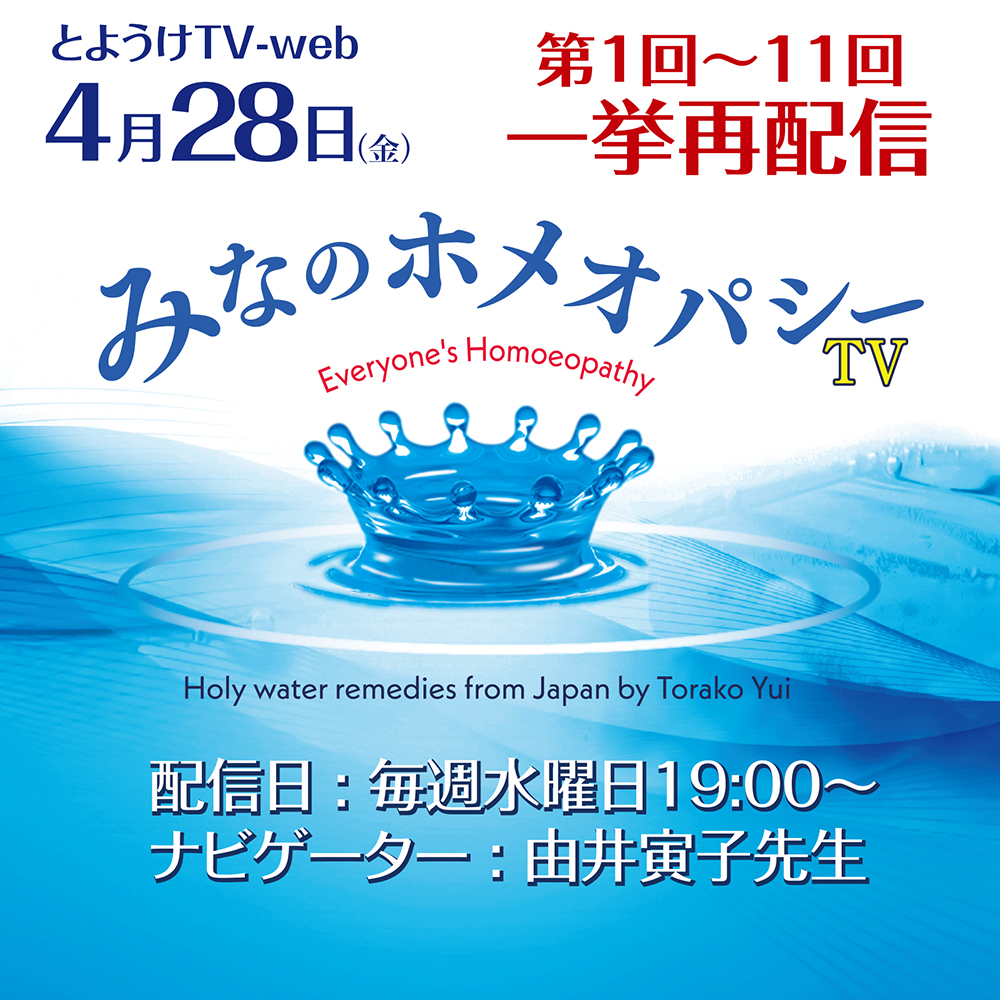 とようけTV-web
4月28日(金)
第1回～11回
一挙再配信
みなのホメオパシー
TV
Everyone's Homoeopathy
Holy water remedies from Japan by Torako Yui
配信日：毎週水曜日19:00～
ナビゲーター：由井寅子先生